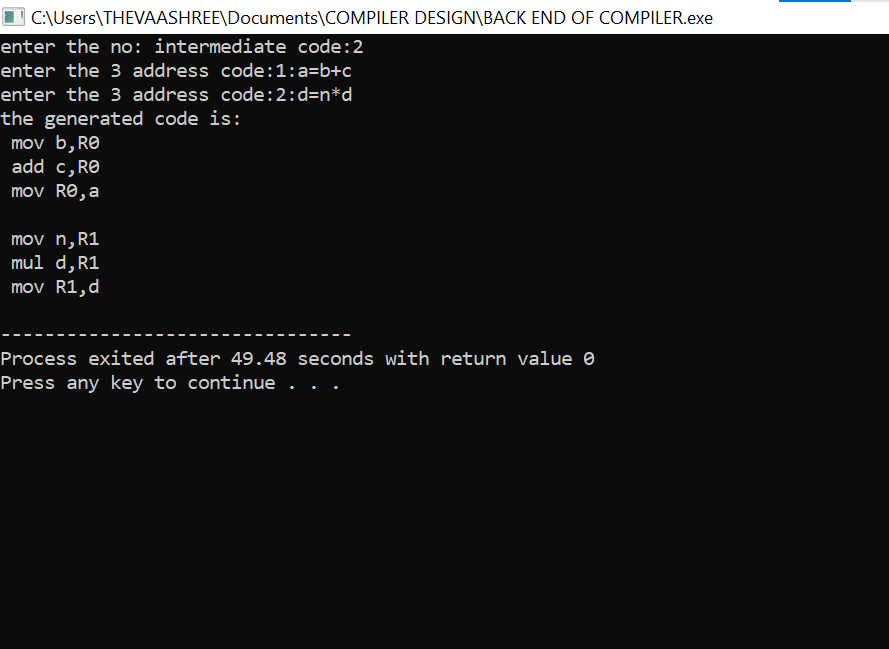 C:\Users\THEVAASHREE\Documents\COMPILER DESIGN\BACK END OF COMPILER.exe
enter the no: intermediate code:2
enter the 3 address code:1:a=b+c
enter the 3 address code:2:d=n*d
the generated code is:
 mov b,R0
 add c,R0
 mov R0,a

 mov n,R1
 mul d,R1
 mov R1,d

--------------------------------
Process exited after 49.48 seconds with return value 0
Press any key to continue . . .